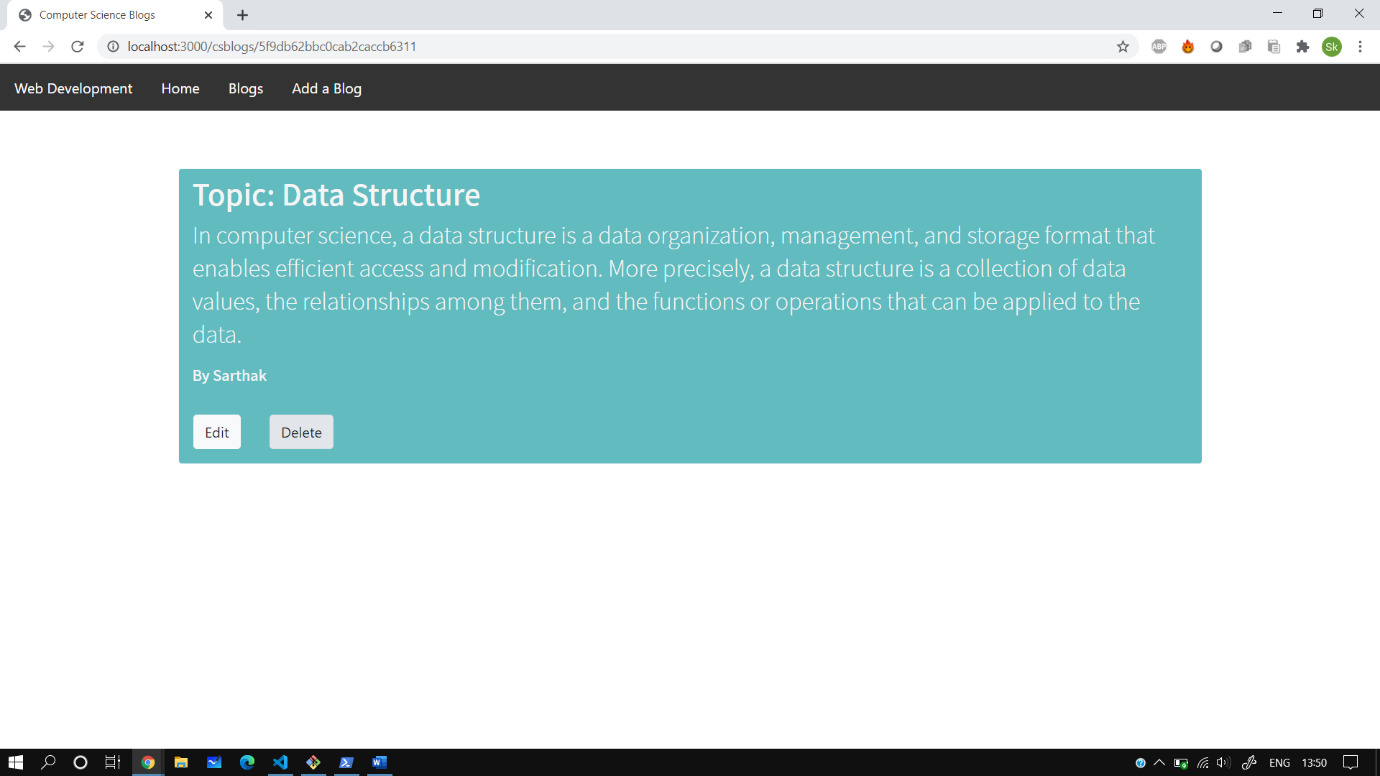 Computer Science Blogs
localhost:3000/csblogs/5f9db62bbc0cab2caccb6311
ABP
Sk
Web Development Home Blogs Add a Blog
Topic: Data Structure
In computer science, a data structure is a data organization, management, and storage format that
enables efficient access and modification. More precisely, a data structure is a collection of data
values, the relationships among them, and the functions or operations that can be applied to the
data.
By Sarthak
Edit Delete
W
ENG 13:50